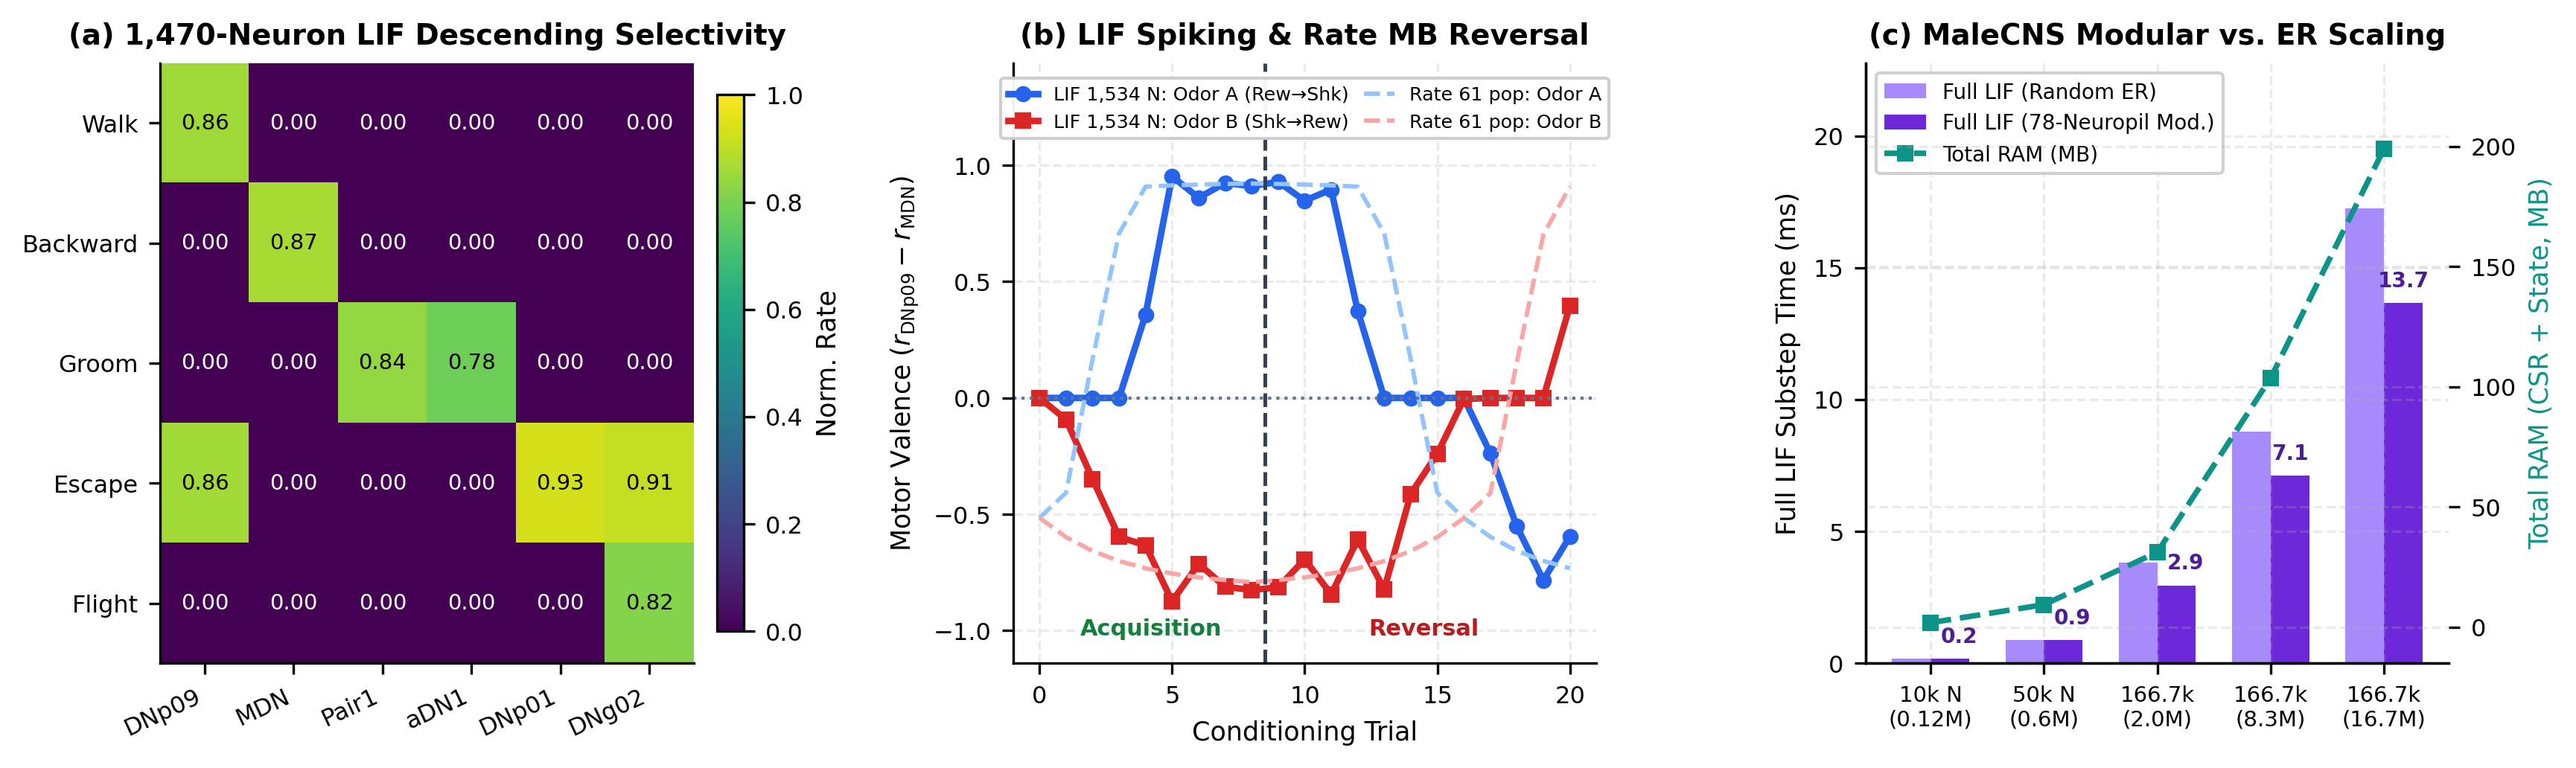 (a) 1,470-Neuron LIF Descending Selectivity
Walk
Backward
Groom
Escape
Flight
0.86 0.00 0.00 0.00 0.00 0.00
0.00 0.87 0.00 0.00 0.00 0.00
0.00 0.00 0.84 0.78 0.00 0.00
0.86 0.00 0.00 0.00 0.93 0.91
0.00 0.00 0.00 0.00 0.00 0.82
DNp09 MDN Pair1 aDN1 DNp01 DNg02
1.0
0.8
0.6
0.4
0.2
0.0
Norm. Rate
(b) LIF Spiking & Rate MB Reversal
LIF 1,534 N: Odor A (Rew→Shk)
LIF 1,534 N: Odor B (Shk→Rew)
Rate 61 pop: Odor A
Rate 61 pop: Odor B
Motor Valence (rDNp09 − rMDN)
1.0
0.5
0.0
−0.5
−1.0
Acquisition
Reversal
0 5 10 15 20
Conditioning Trial
(c) MaleCNS Modular vs. ER Scaling
Full LIF (Random ER)
Full LIF (78-Neuropil Mod.)
Total RAM (MB)
Full LIF Substep Time (ms)
20
15
10
5
0
0.2
0.9
2.9
7.1
13.7
200
150
100
50
0
Total RAM (CSR + State, MB)
10k N 50k N 166.7k 166.7k 166.7k
(0.12M) (0.6M) (2.0M) (8.3M) (16.7M)